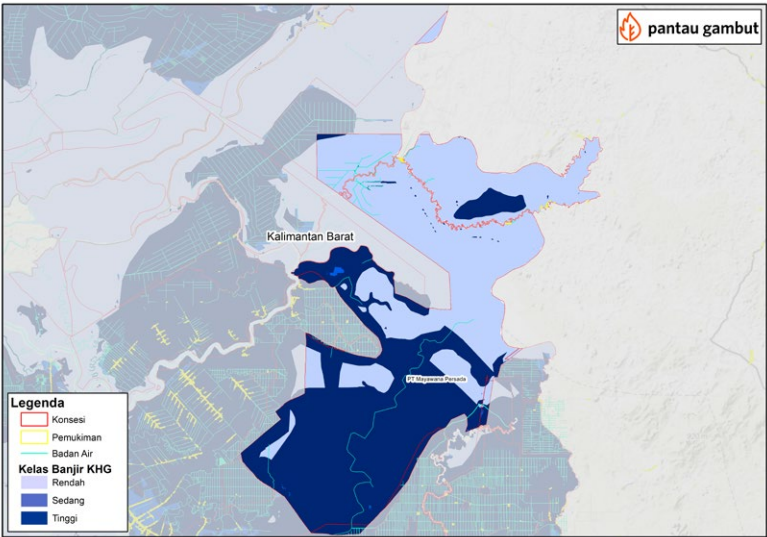 pantau gambut
Kalimantan Barat
PT Mayawana Persada
Legenda
Konsesi
Pemukiman
Badan Air
Kelas Banjir KHG
Rendah
Sedang
Tinggi